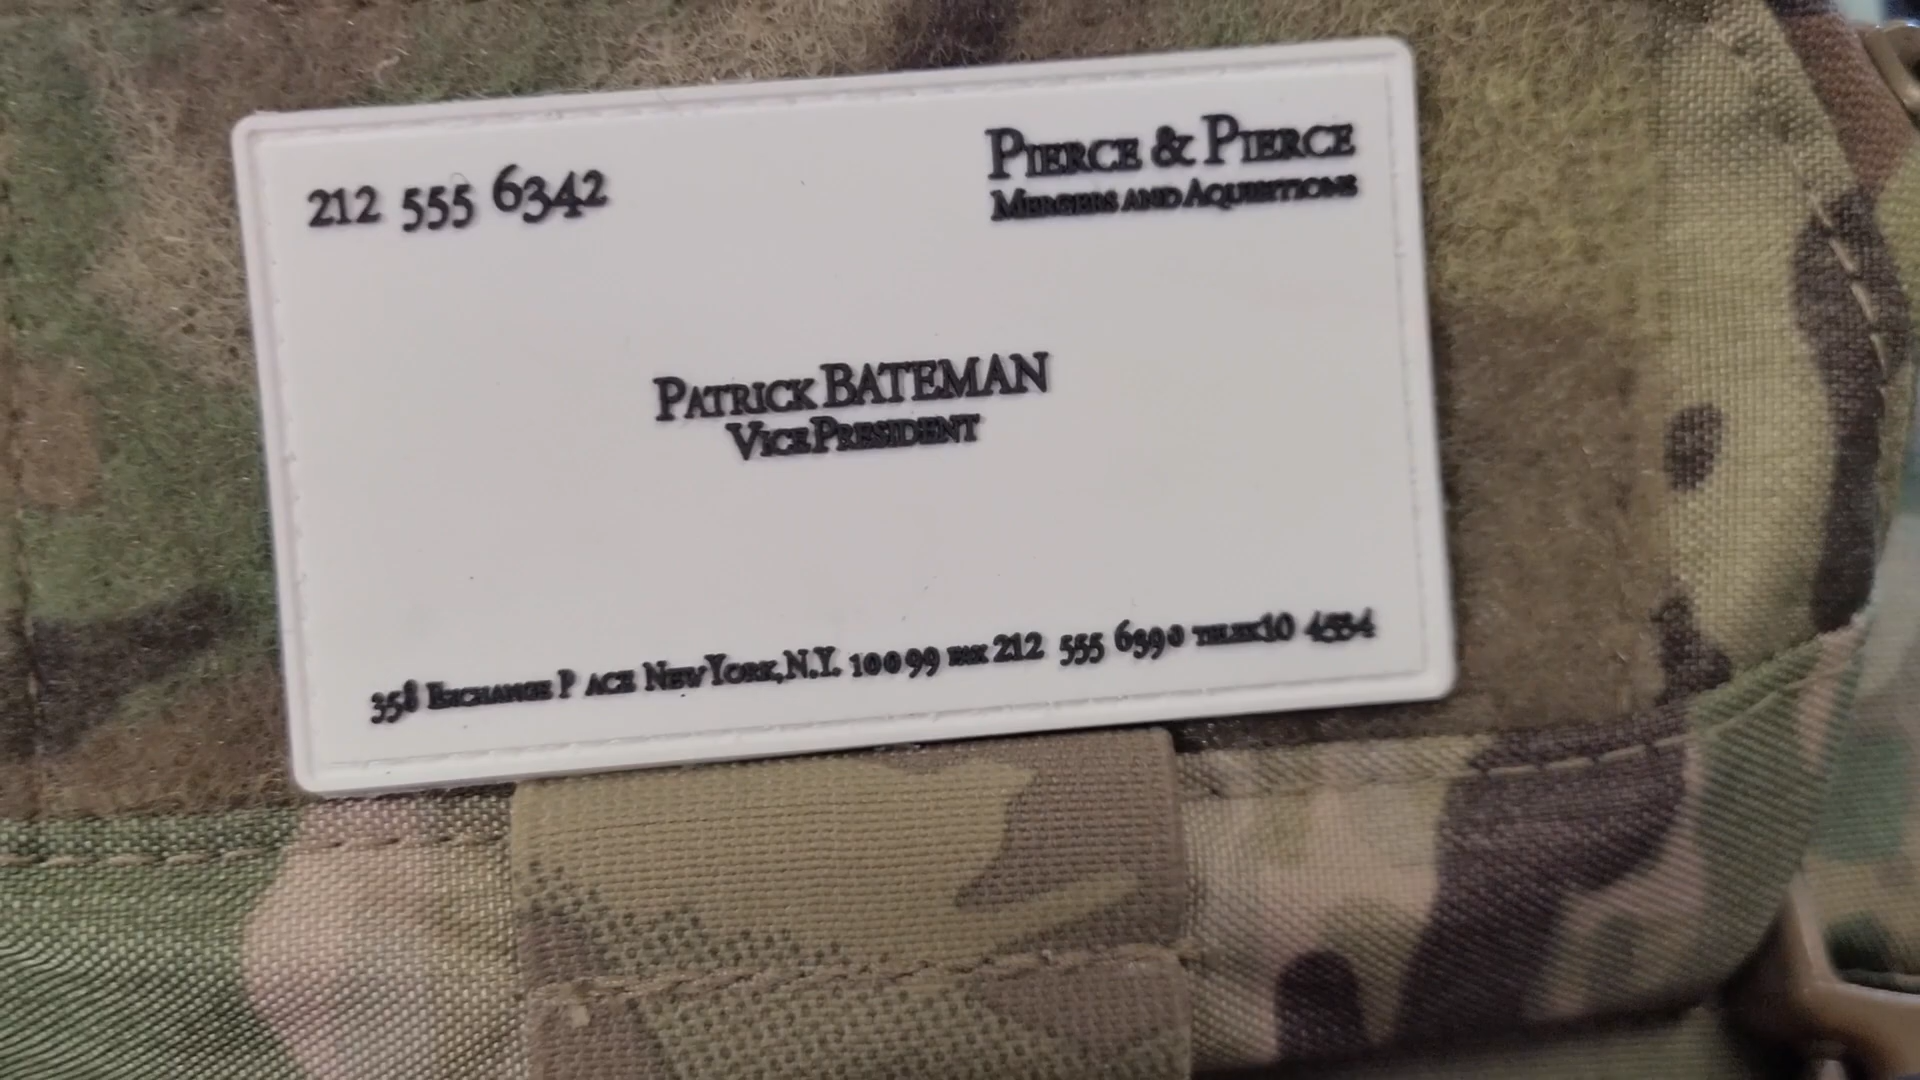 212 555 6342
PIERCE & PIERCE
MERGERS AND AQUISITIONS
PATRICK BATEMAN
VICE PRESIDENT
358 EXCHANGE P ACE NEW YORK, N.Y. 10099 FAX 212 555 6390 TELEX 10 4534